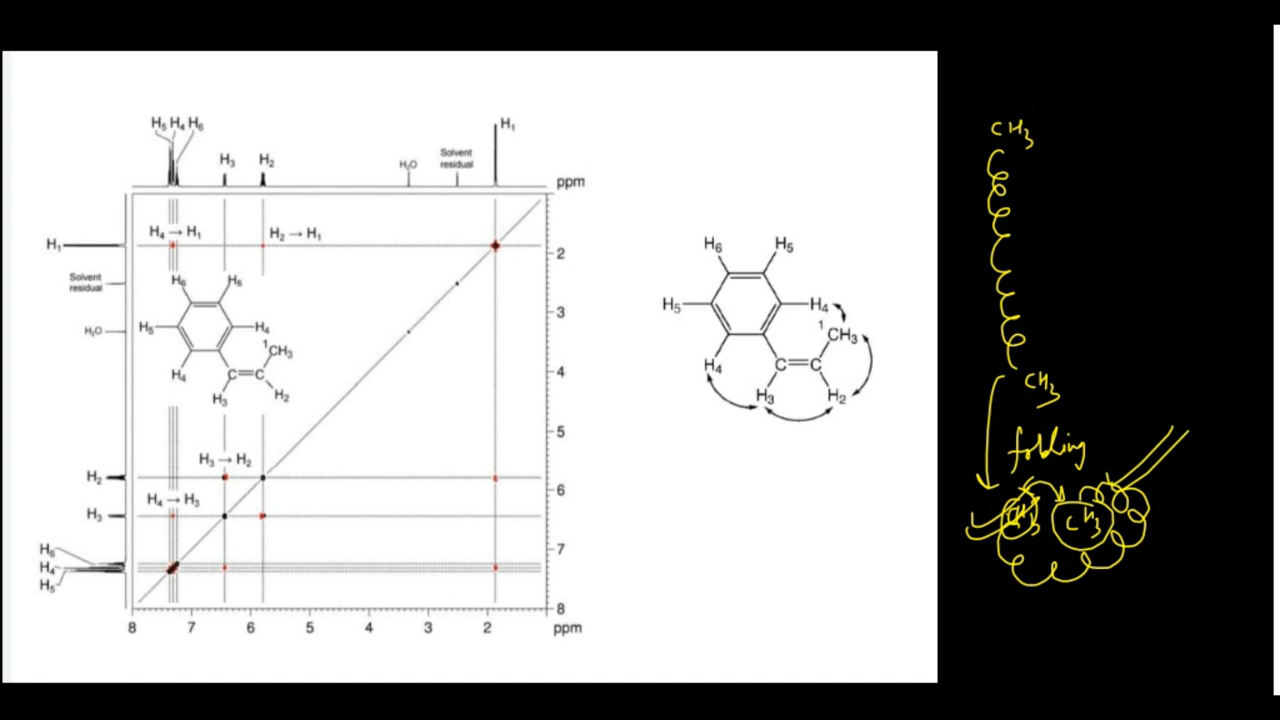 H₅ H₄ H₆
H₃
H₂
H₂O
Solvent
residual
H₁
ppm
H₁
Solvent
residual
H₂O
H₂
H₃
H₆
H₄
H₅
H₄ → H₁
H₂ → H₁
H₆
H₅
H₅
H₄
¹CH₃
H₄
C=C
H₃
H₂
H₃ → H₂
H₄ → H₃
2
3
4
5
6
7
8
8 7 6 5 4 3 2 ppm
H₆ H₅
H₅
H₄
¹CH₃
H₄
C=C
H₃ H₂
CH₃
CH₃
folding
CH₃
CH₃